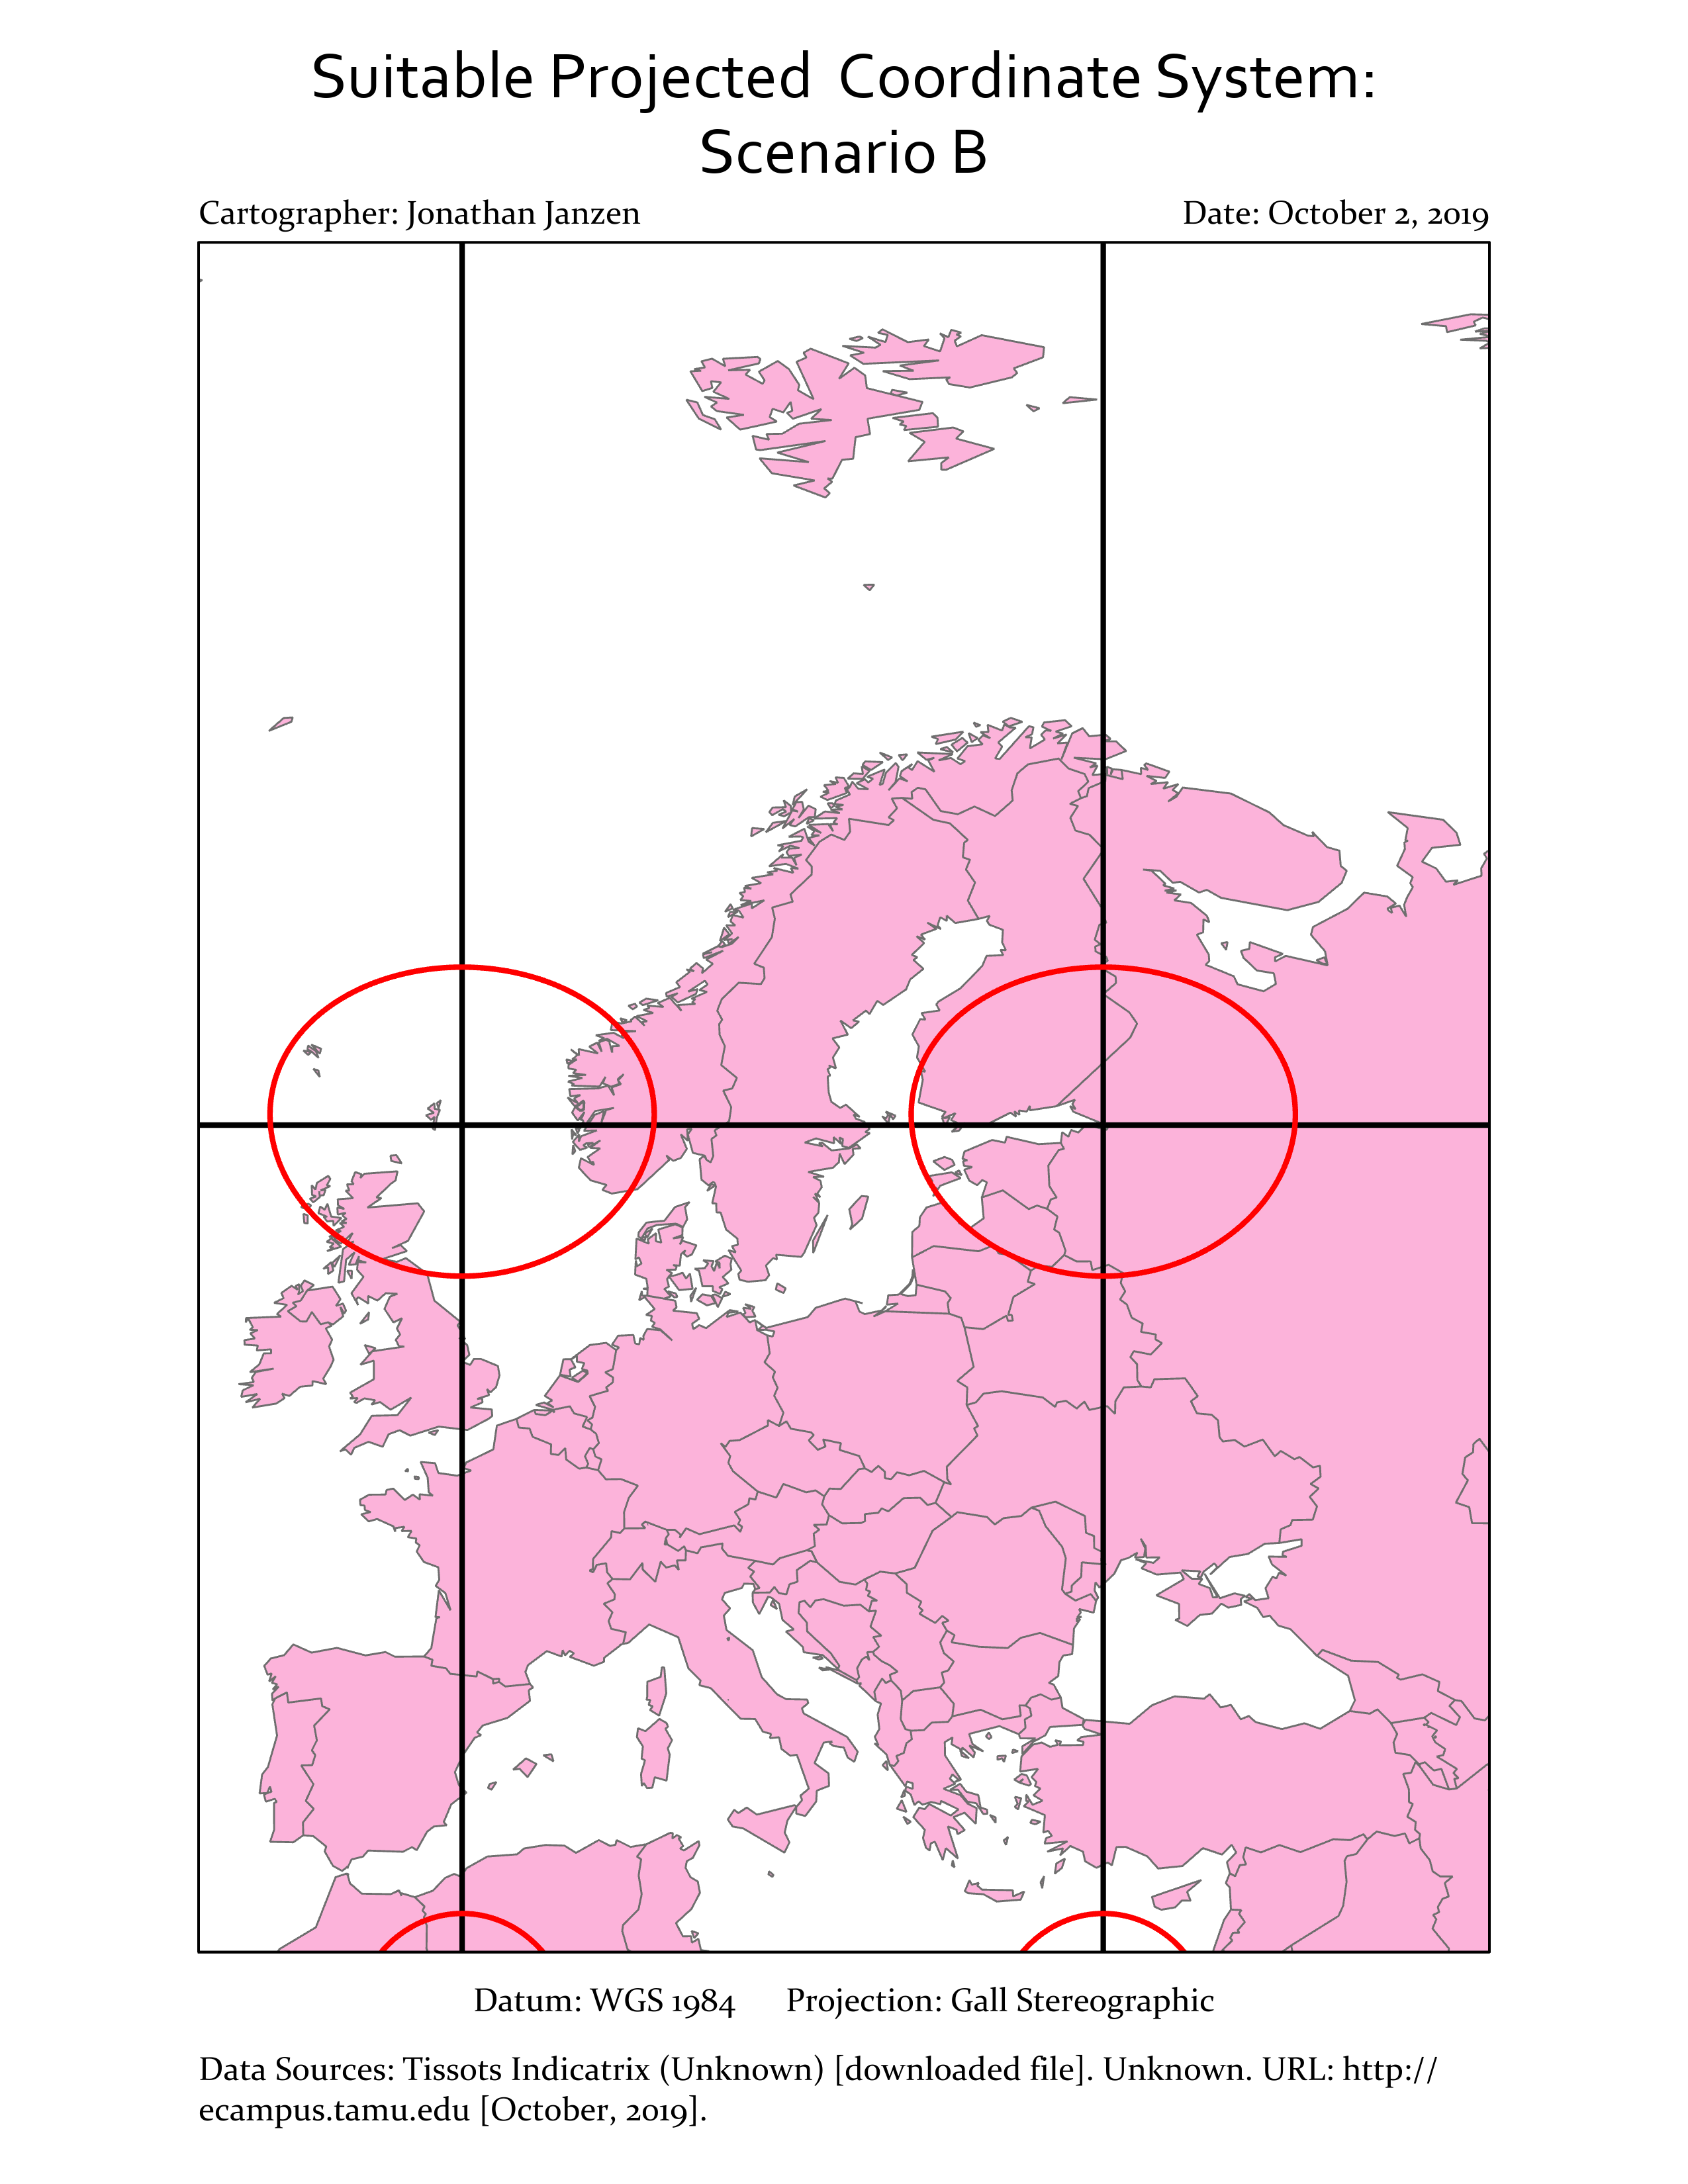 Suitable Projected  Coordinate System:
Scenario B
Cartographer: Jonathan Janzen
Date: October 2, 2019
Datum: WGS 1984      Projection: Gall Stereographic
Data Sources: Tissots Indicatrix (Unknown) [downloaded file]. Unknown. URL: http://
ecampus.tamu.edu [October, 2019].